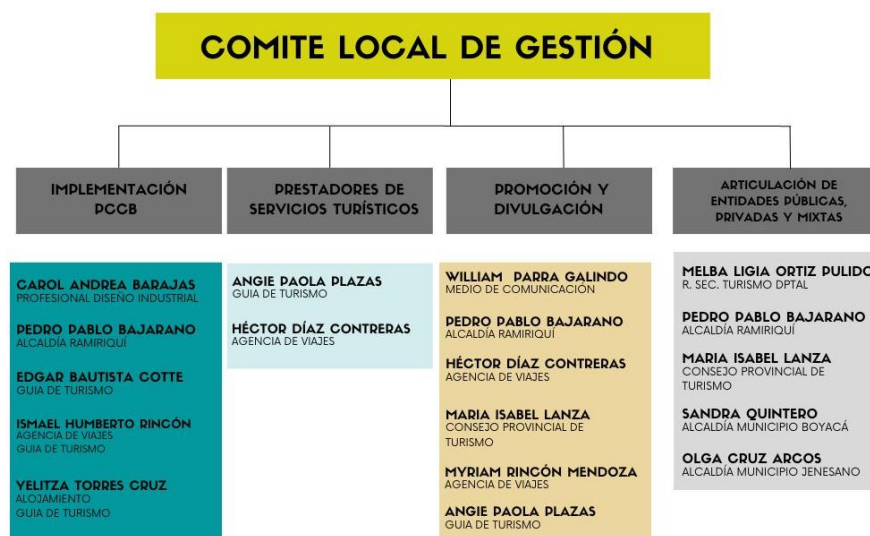 COMITE LOCAL DE GESTIÓN
IMPLEMENTACIÓN
PCCB
PRESTADORES DE
SERVICIOS TURÍSTICOS
PROMOCIÓN Y
DIVULGACIÓN
ARTICULACIÓN DE
ENTIDADES PÚBLICAS,
PRIVADAS Y MIXTAS
CAROL ANDREA BARAJAS
PROFESIONAL DISEÑO INDUSTRIAL
PEDRO PABLO BAJARANO
ALCALDÍA RAMIRIQUÍ
EDGAR BAUTISTA COTTE
GUIA DE TURISMO
ISMAEL HUMBERTO RINCÓN
AGENCIA DE VIAJES
GUIA DE TURISMO
YELITZA TORRES CRUZ
ALOJAMIENTO
GUIA DE TURISMO
ANGIE PAOLA PLAZAS
GUIA DE TURISMO
HÉCTOR DÍAZ CONTRERAS
AGENCIA DE VIAJES
WILLIAM PARRA GALINDO
MEDIO DE COMUNICACIÓN
PEDRO PABLO BAJARANO
ALCALDÍA RAMIRIQUÍ
HÉCTOR DÍAZ CONTRERAS
AGENCIA DE VIAJES
MARIA ISABEL LANZA
CONSEJO PROVINCIAL DE
TURISMO
MYRIAM RINCÓN MENDOZA
AGENCIA DE VIAJES
ANGIE PAOLA PLAZAS
GUIA DE TURISMO
MELBA LIGIA ORTIZ PULIDO
R. SEC. TURISMO DPTAL
PEDRO PABLO BAJARANO
ALCALDÍA RAMIRIQUÍ
MARIA ISABEL LANZA
CONSEJO PROVINCIAL DE
TURISMO
SANDRA QUINTERO
ALCALDÍA MUNICIPIO BOYACÁ
OLGA CRUZ ARCOS
ALCALDÍA MUNICIPIO JENESANO